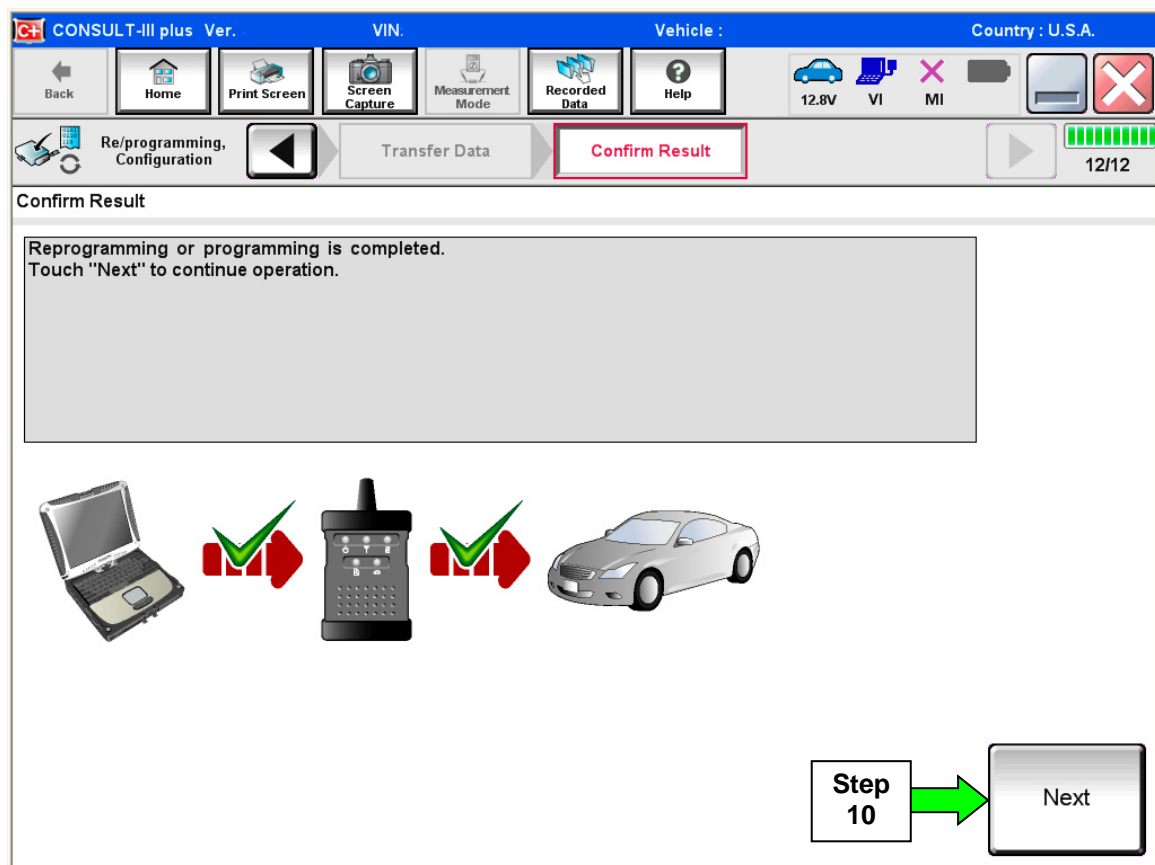 C+ CONSULT-III plus Ver. VIN: Vehicle : Country : U.S.A.
Back
Home
Print Screen
Screen
Capture
Measurement
Mode
Recorded
Data
Help
12.8V VI MI
Re/programming,
Configuration
Transfer Data
Confirm Result
12/12
Confirm Result
Reprogramming or programming is completed.
Touch "Next" to continue operation.
Step
10
Next